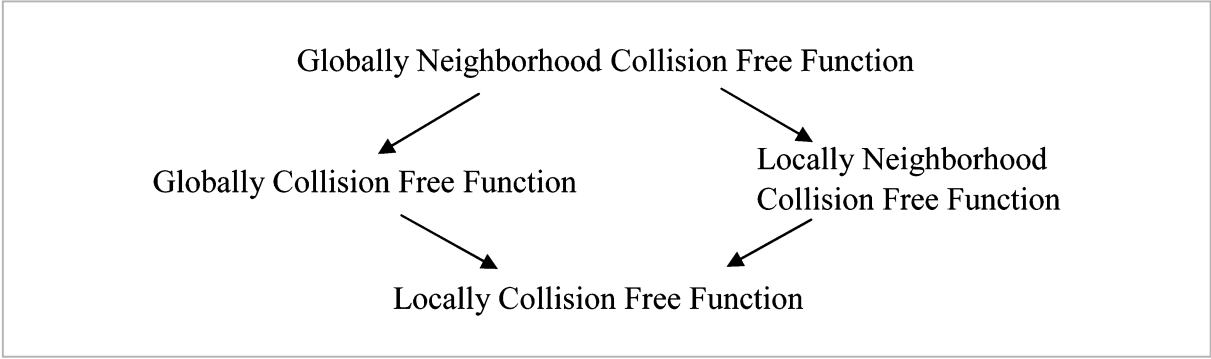 Globally Neighborhood Collision Free Function
Globally Collision Free Function
Locally Neighborhood
Collision Free Function
Locally Collision Free Function